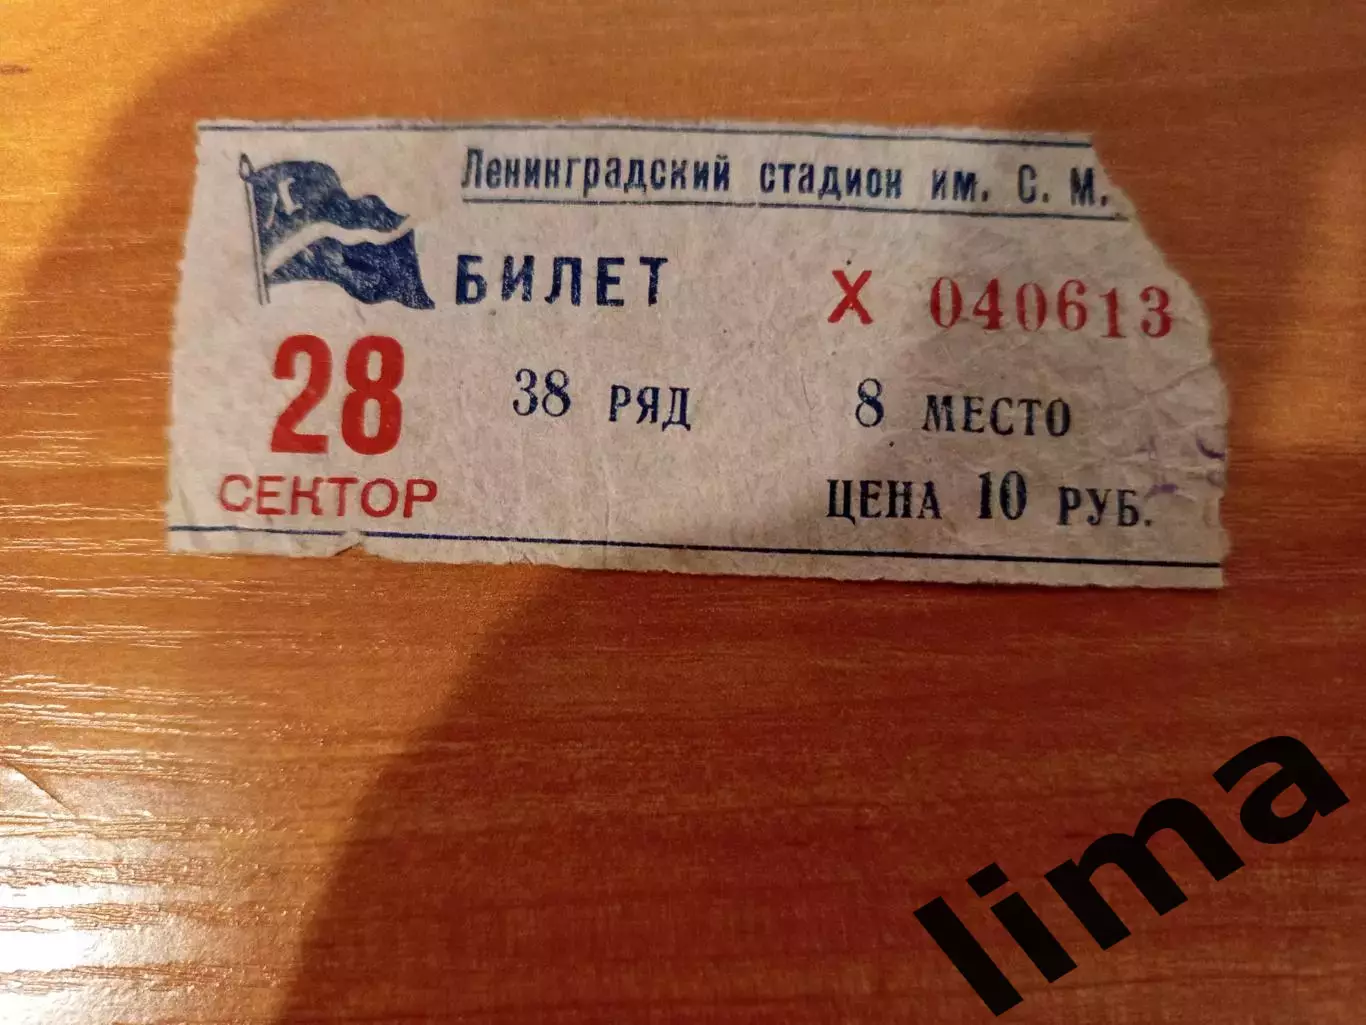 Ленинградский стадион им. С. М.
БИЛЕТ
Х 040613
28
СЕКТОР
38 РЯД
8 МЕСТО
ЦЕНА 10 РУБ.
lima